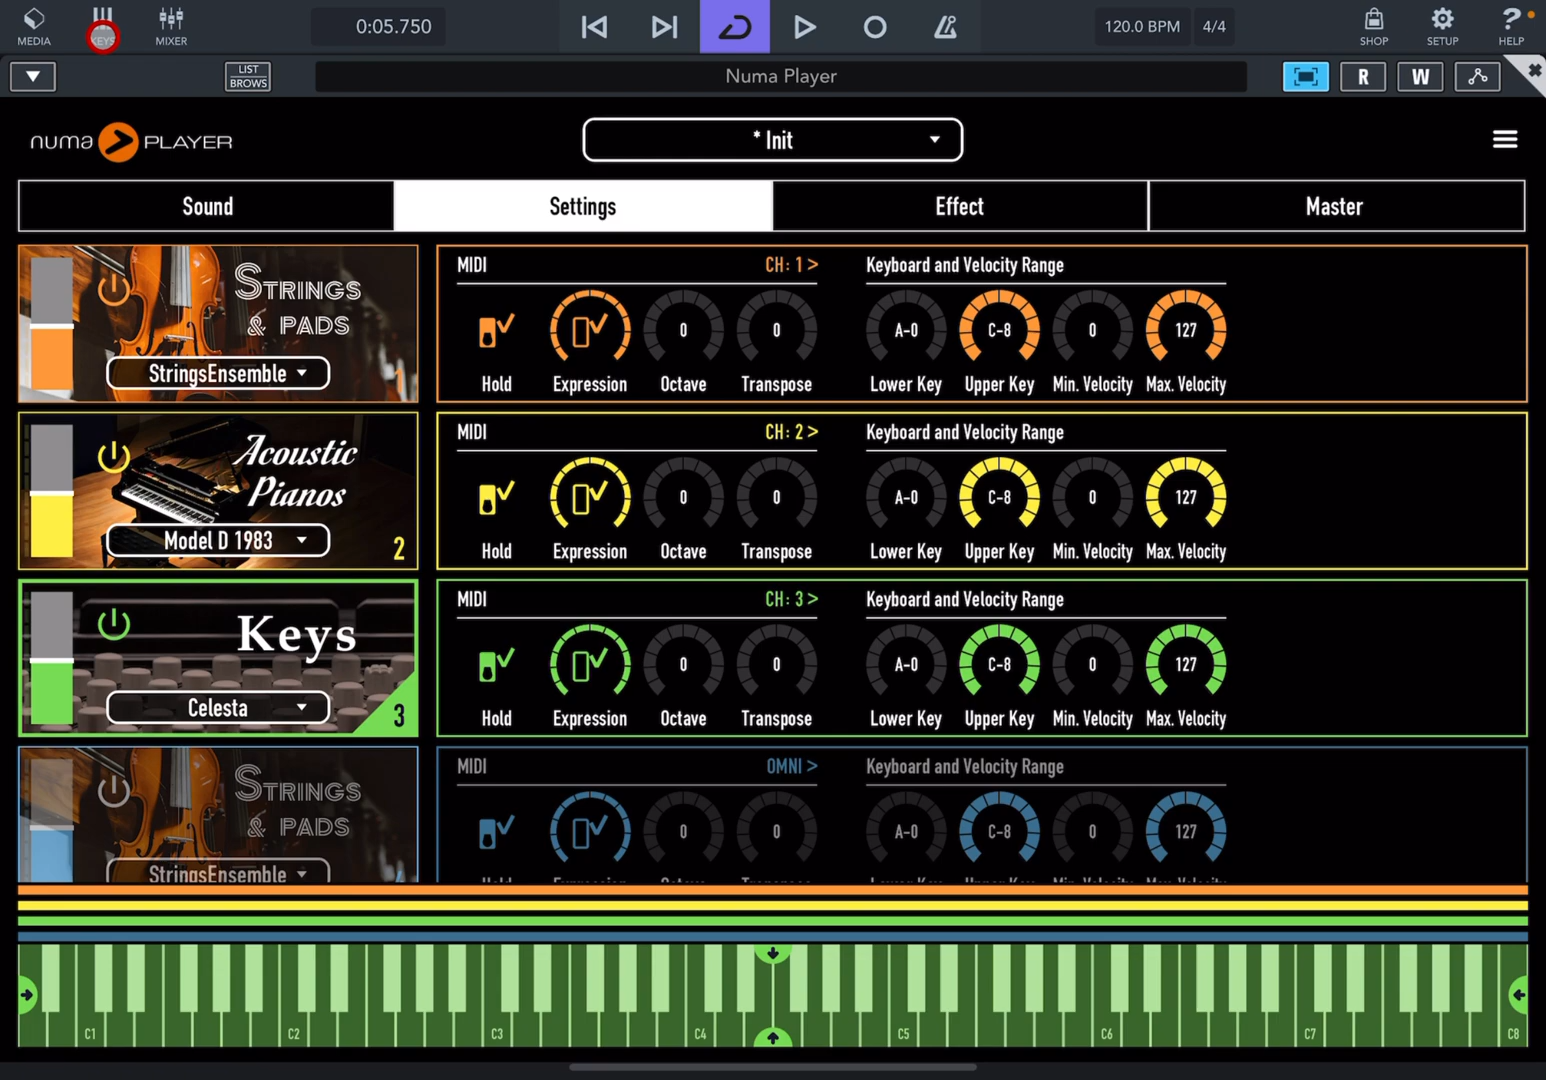 MEDIA
KEYS
MIXER
0:05.750
120.0 BPM
4/4
SHOP
SETUP
?
HELP
LIST
BROWS
Numa Player
R
W
numa PLAYER
* Init
Sound
Settings
Effect
Master
STRINGS
& PADS
StringsEnsemble
MIDI
CH: 1 >
Keyboard and Velocity Range
0
0
A-0
C-8
0
127
Hold
Expression
Octave
Transpose
Lower Key
Upper Key
Min. Velocity
Max. Velocity
Acoustic
Pianos
Model D 1983
2
MIDI
CH: 2 >
Keyboard and Velocity Range
0
0
A-0
C-8
0
127
Hold
Expression
Octave
Transpose
Lower Key
Upper Key
Min. Velocity
Max. Velocity
Keys
Celesta
3
MIDI
CH: 3 >
Keyboard and Velocity Range
0
0
A-0
C-8
0
127
Hold
Expression
Octave
Transpose
Lower Key
Upper Key
Min. Velocity
Max. Velocity
STRINGS
& PADS
StringsEnsemble
MIDI
OMNI >
Keyboard and Velocity Range
0
0
A-0
C-8
0
127
C1
C2
C3
C4
C5
C6
C7
C8